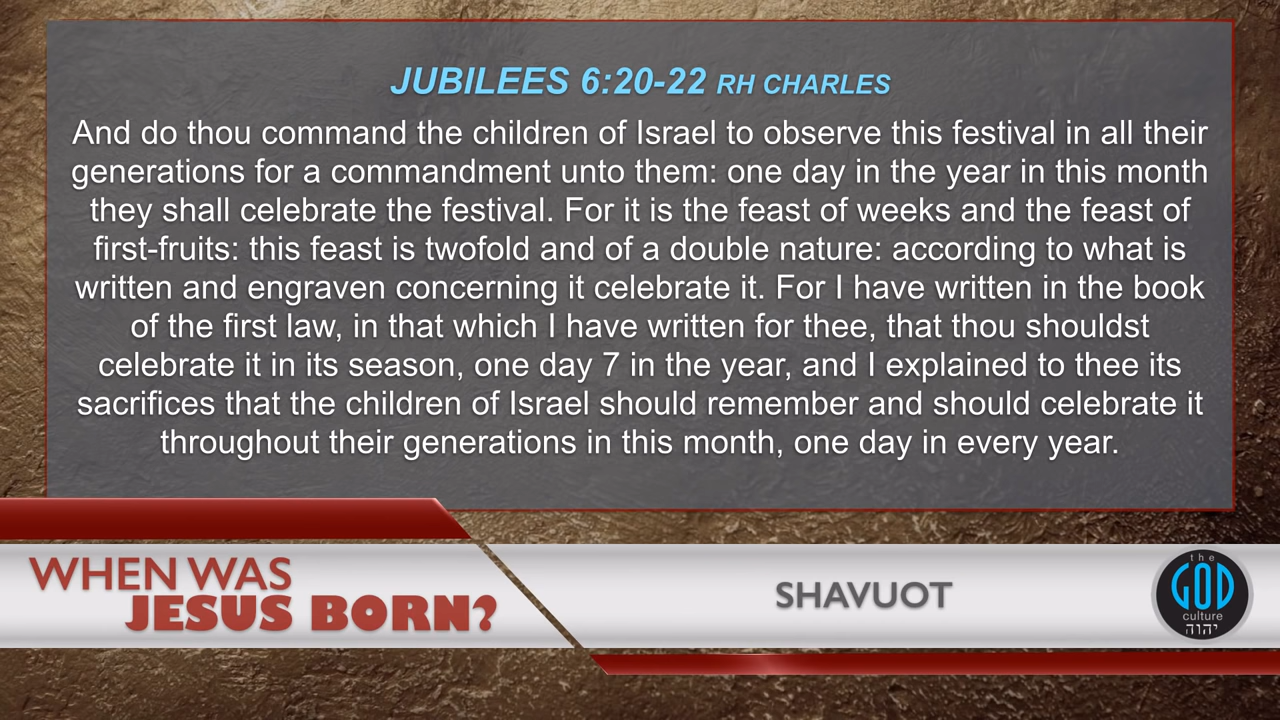 JUBILEES 6:20-22 RH CHARLES
And do thou command the children of Israel to observe this festival in all their
generations for a commandment unto them: one day in the year in this month
they shall celebrate the festival. For it is the feast of weeks and the feast of
first-fruits: this feast is twofold and of a double nature: according to what is
written and engraven concerning it celebrate it. For I have written in the book
of the first law, in that which I have written for thee, that thou shouldst
celebrate it in its season, one day 7 in the year, and I explained to thee its
sacrifices that the children of Israel should remember and should celebrate it
throughout their generations in this month, one day in every year.
WHEN WAS
JESUS BORN?
SHAVUOT
the
GOD
culture
יהוה